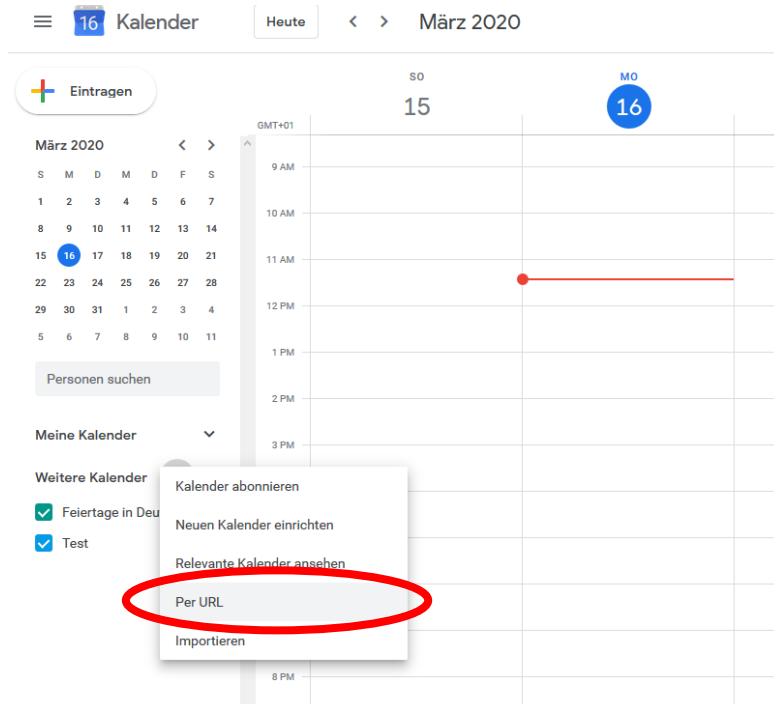 16 Kalender Heute < > März 2020
Eintragen
SO MO
15 16
GMT+01
März 2020 < >
S M D M D F S
1 2 3 4 5 6 7
8 9 10 11 12 13 14
15 16 17 18 19 20 21
22 23 24 25 26 27 28
29 30 31 1 2 3 4
5 6 7 8 9 10 11
Personen suchen
Meine Kalender
Weitere Kalender
Feiertage in Deu
Test
9 AM
10 AM
11 AM
12 PM
1 PM
2 PM
3 PM
8 PM
Kalender abonnieren
Neuen Kalender einrichten
Relevante Kalender ansehen
Per URL
Importieren